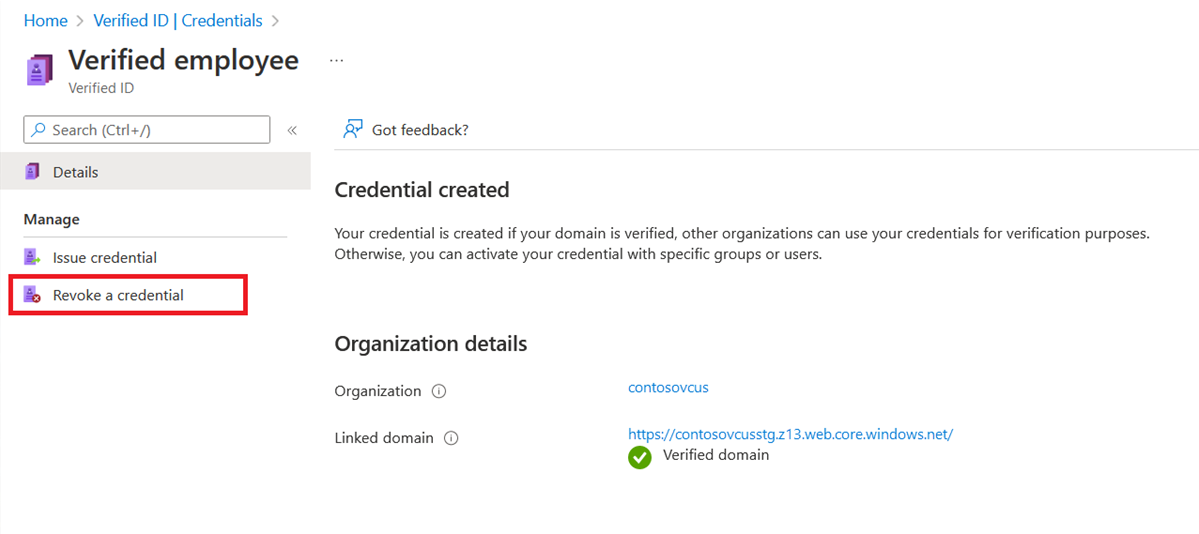 Home > Verified ID | Credentials >
Verified employee ...
Verified ID
Search (Ctrl+/) «
Got feedback?
Details
Manage
Issue credential
Revoke a credential
Credential created
Your credential is created if your domain is verified, other organizations can use your credentials for verification purposes.
Otherwise, you can activate your credential with specific groups or users.
Organization details
Organization
contosovcus
Linked domain
https://contosovcusstg.z13.web.core.windows.net/
Verified domain